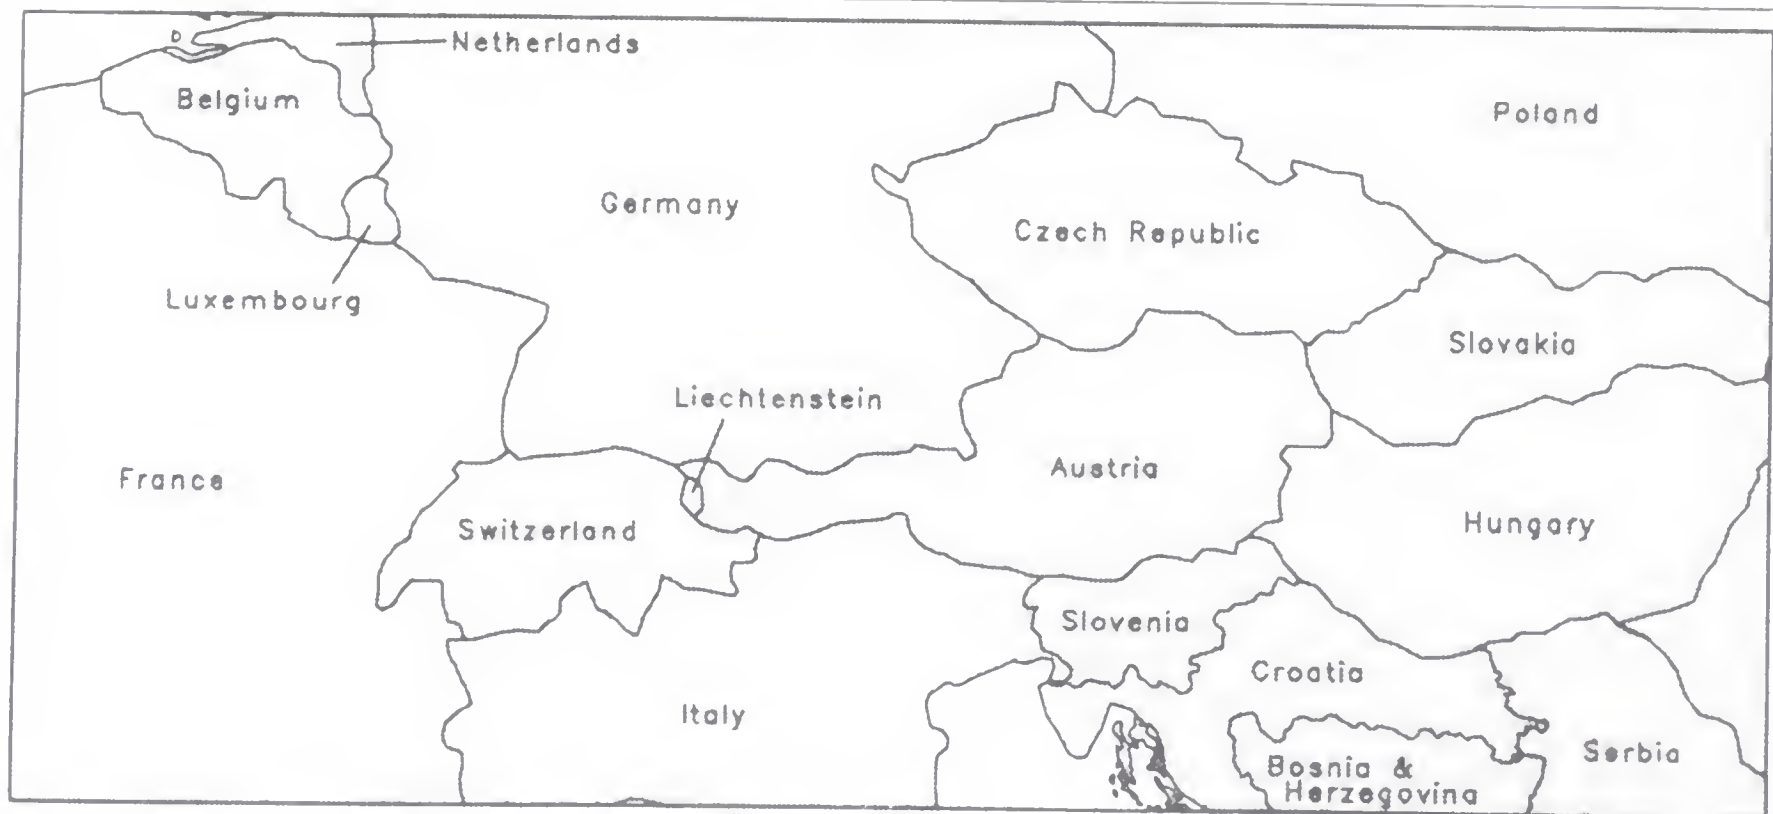 Netherlands
Belgium
Poland
Germany
Czech Republic
Luxembourg
Slovakia
Liechtenstein
France
Austria
Switzerland
Hungary
Slovenia
Croatia
Italy
Serbia
Bosnia &
Herzegovina